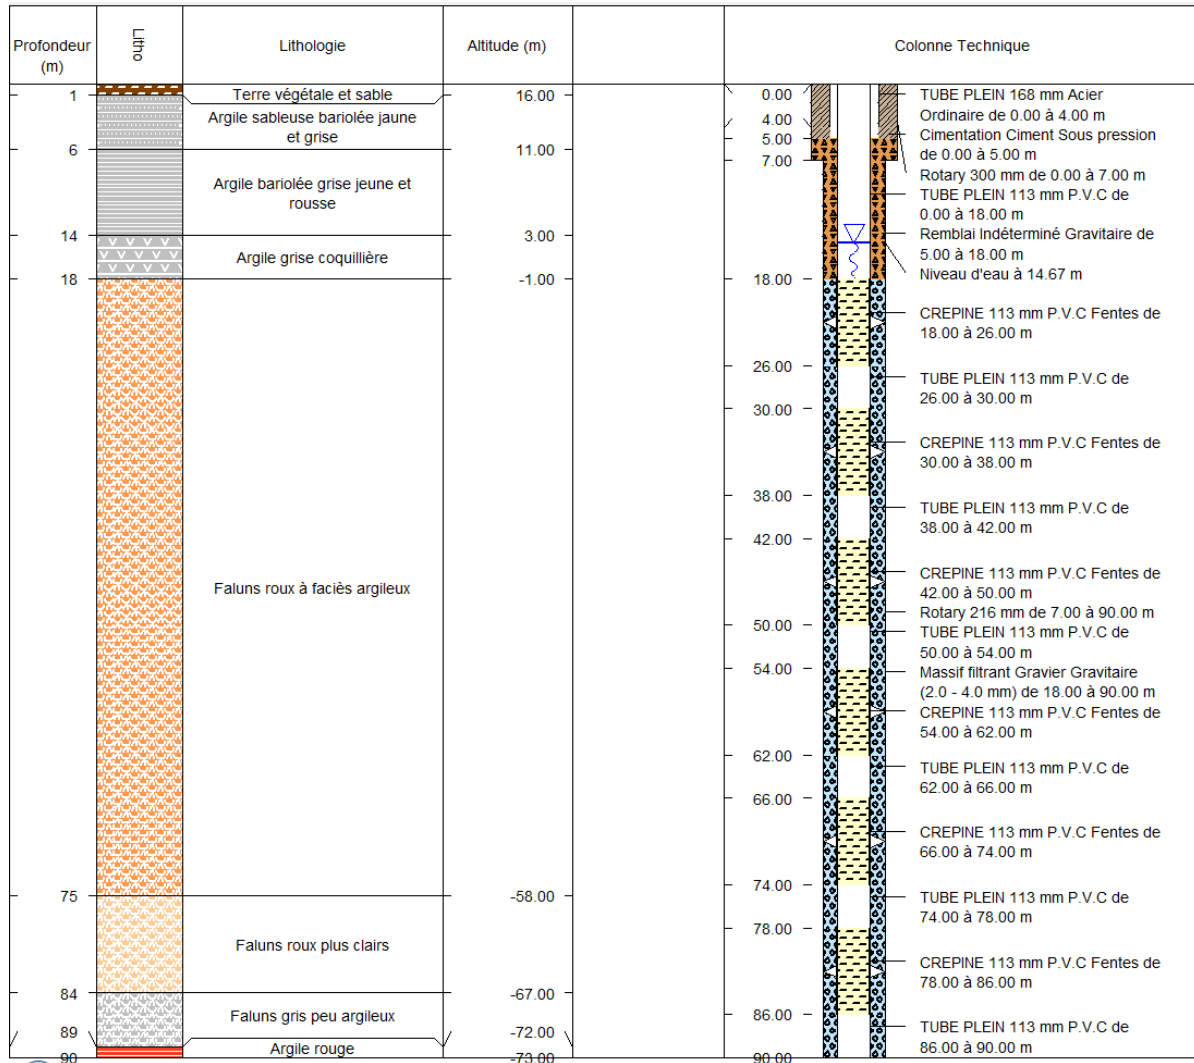 Profondeur
(m)
Litho
Lithologie
Altitude (m)
Colonne Technique
1
Terre végétale et sable
16.00
Argile sableuse bariolée jaune
et grise
6
11.00
Argile bariolée grise jeune et
rousse
14
3.00
Argile grise coquillière
18
-1.00
Faluns roux à faciès argileux
75
-58.00
Faluns roux plus clairs
84
-67.00
Faluns gris peu argileux
89
-72.00
Argile rouge
90
-73.00
0.00
4.00
5.00
7.00
18.00
26.00
30.00
38.00
42.00
50.00
54.00
62.00
66.00
74.00
78.00
86.00
90.00
TUBE PLEIN 168 mm Acier
Ordinaire de 0.00 à 4.00 m
Cimentation Ciment Sous pression
de 0.00 à 5.00 m
Rotary 300 mm de 0.00 à 7.00 m
TUBE PLEIN 113 mm P.V.C de
0.00 à 18.00 m
Remblai Indéterminé Gravitaire de
5.00 à 18.00 m
Niveau d'eau à 14.67 m
CREPINE 113 mm P.V.C Fentes de
18.00 à 26.00 m
TUBE PLEIN 113 mm P.V.C de
26.00 à 30.00 m
CREPINE 113 mm P.V.C Fentes de
30.00 à 38.00 m
TUBE PLEIN 113 mm P.V.C de
38.00 à 42.00 m
CREPINE 113 mm P.V.C Fentes de
42.00 à 50.00 m
Rotary 216 mm de 7.00 à 90.00 m
TUBE PLEIN 113 mm P.V.C de
50.00 à 54.00 m
Massif filtrant Gravier Gravitaire
(2.0 - 4.0 mm) de 18.00 à 90.00 m
CREPINE 113 mm P.V.C Fentes de
54.00 à 62.00 m
TUBE PLEIN 113 mm P.V.C de
62.00 à 66.00 m
CREPINE 113 mm P.V.C Fentes de
66.00 à 74.00 m
TUBE PLEIN 113 mm P.V.C de
74.00 à 78.00 m
CREPINE 113 mm P.V.C Fentes de
78.00 à 86.00 m
TUBE PLEIN 113 mm P.V.C de
86.00 à 90.00 m